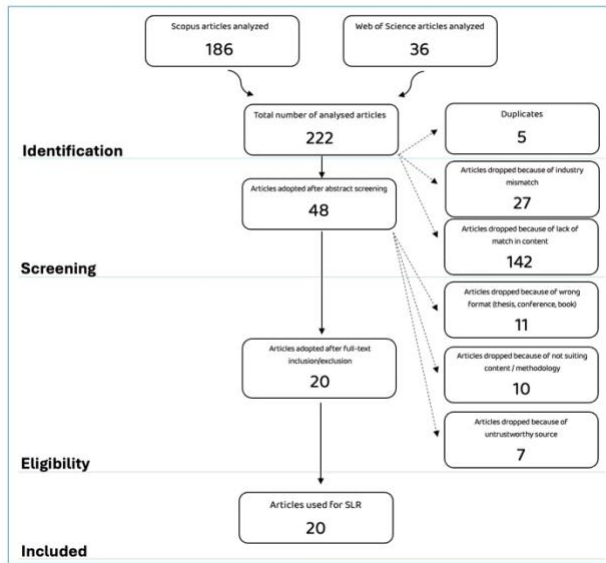 Scopus articles analyzed
186
Web of Science articles analyzed
36
Total number of analysed articles
222
Duplicates
5
Identification
Articles dropped because of industry
mismatch
27
Articles adopted after abstract screening
48
Articles dropped because of lack of
match in content
142
Screening
Articles dropped because of wrong
format (thesis, conference, book)
11
Articles adopted after full-text
inclusion/exclusion
20
Articles dropped because of not suiting
content / methodology
10
Articles dropped because of
untrustworthy source
7
Eligibility
Articles used for SLR
20
Included